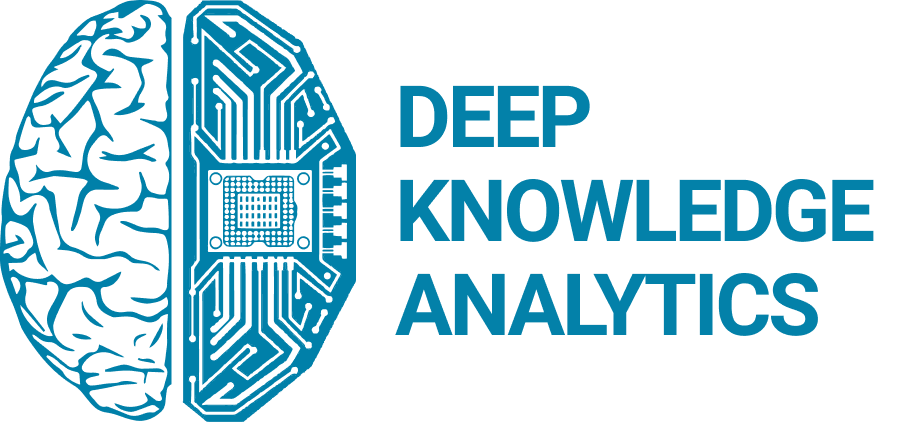 DEEP
KNOWLEDGE
ANALYTICS